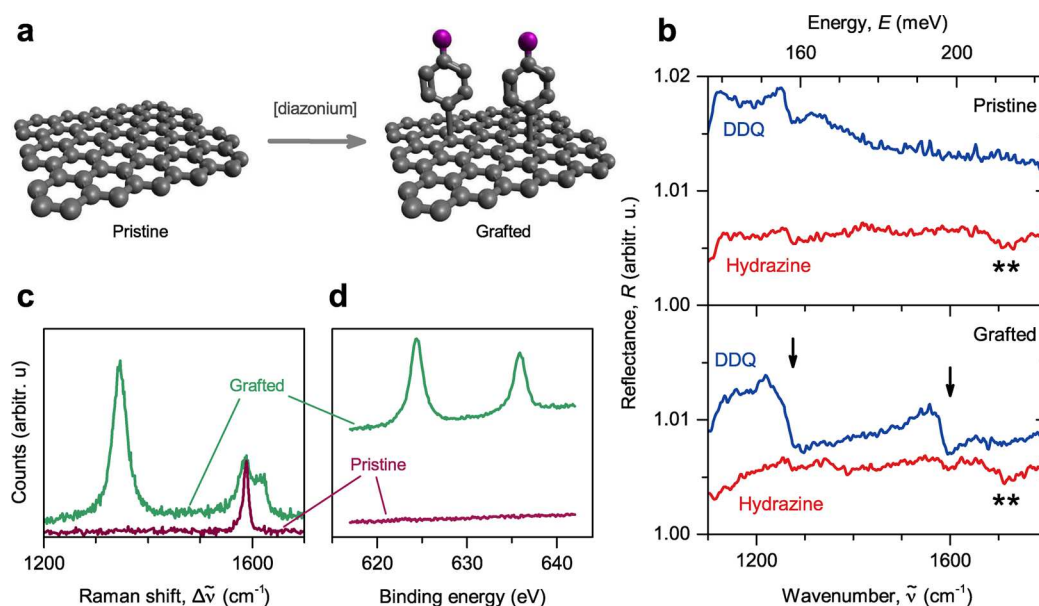 a
[diazonium]
Pristine
Grafted
b
Energy, E (meV)
160
200
1.02
1.01
1.00
Pristine
DDQ
Hydrazine
**
Reflectance, R (arbitr. u.)
1.01
1.00
Grafted
DDQ
Hydrazine
**
1200
1600
Wavenumber, ṽ (cm⁻¹)
c
Counts (arbitr. u)
Grafted
Pristine
1200
1400
1600
Raman shift, Δṽ (cm⁻¹)
d
620
630
640
Binding energy (eV)